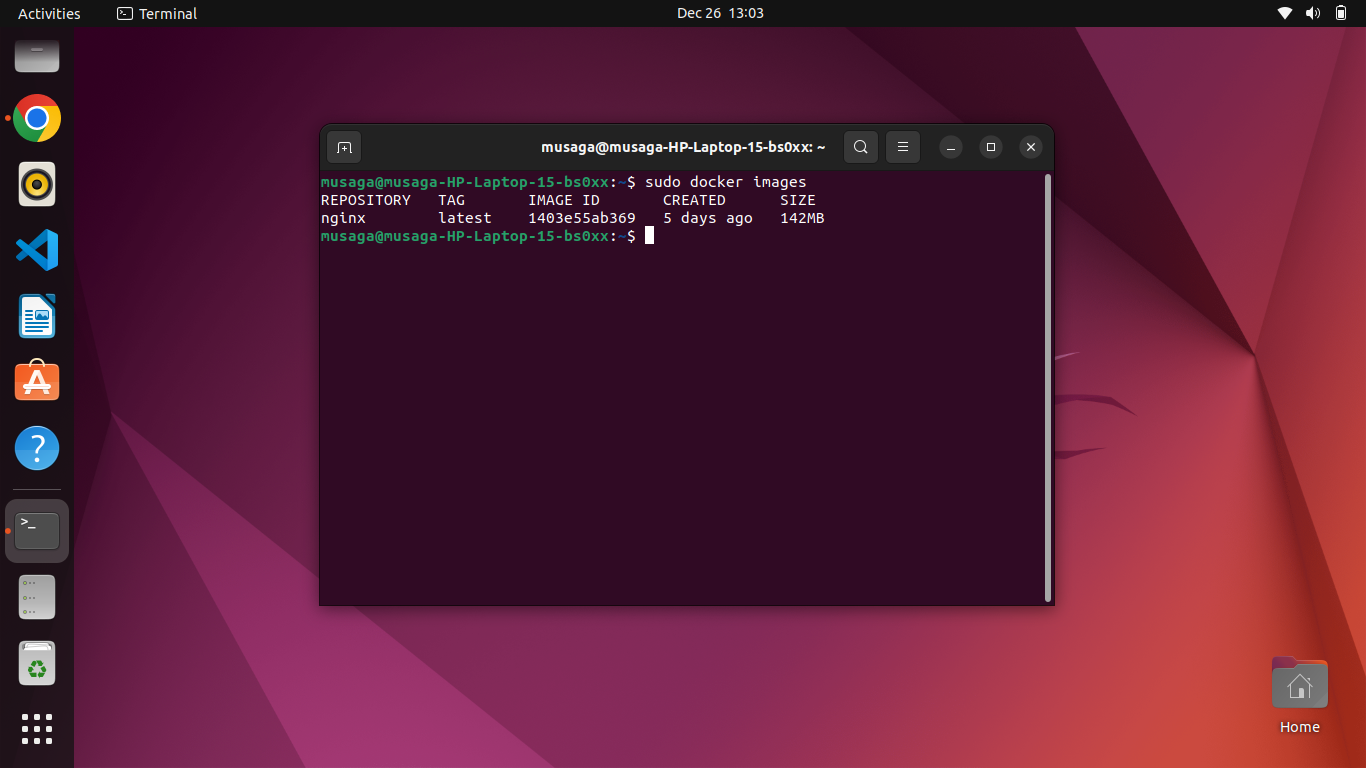 Activities Terminal Dec 26 13:03
musaga@musaga-HP-Laptop-15-bs0xx: ~
musaga@musaga-HP-Laptop-15-bs0xx:~$ sudo docker images
REPOSITORY TAG IMAGE ID CREATED SIZE
nginx latest 1403e55ab369 5 days ago 142MB
musaga@musaga-HP-Laptop-15-bs0xx:~$
Home